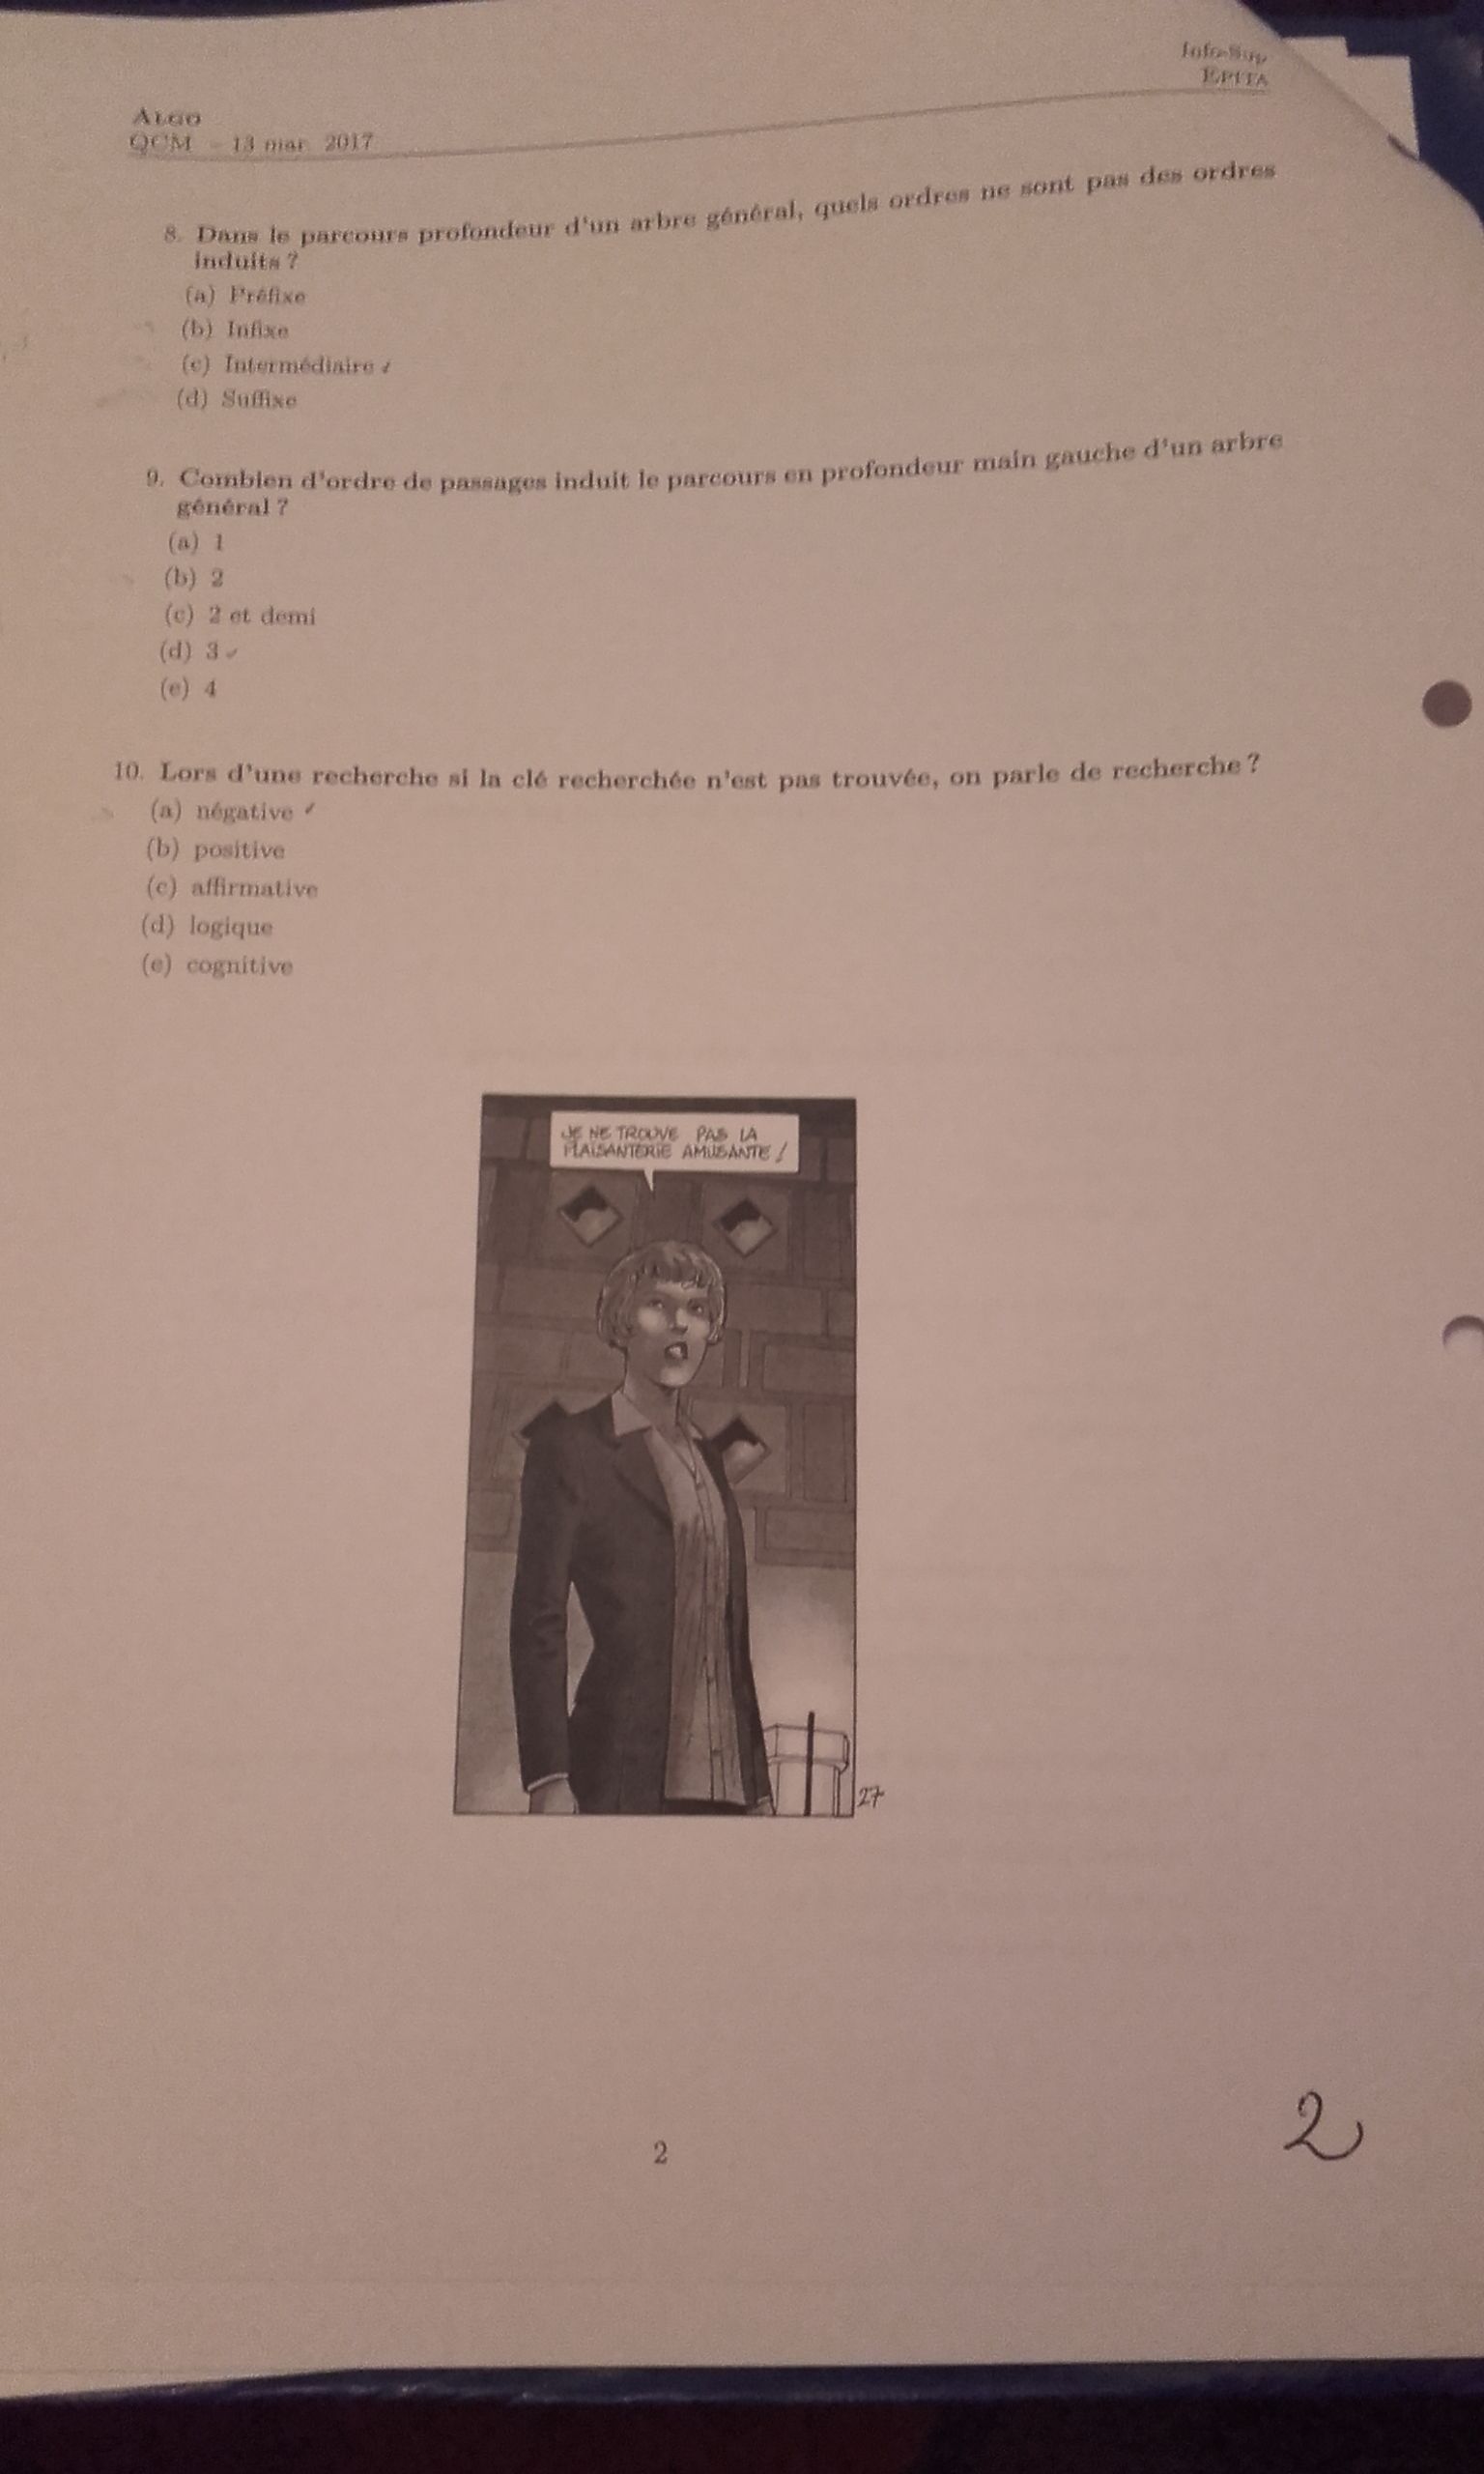 Info-Sup
EPITA
ALGO
QCM – 13 mar. 2017
8. Dans le parcours profondeur d'un arbre général, quels ordres ne sont pas des ordres
induits ?
(a) Préfixe
(b) Infixe
(c) Intermédiaire
(d) Suffixe
9. Combien d'ordre de passages induit le parcours en profondeur main gauche d'un arbre
général ?
(a) 1
(b) 2
(c) 2 et demi
(d) 3
(e) 4
10. Lors d'une recherche si la clé recherchée n'est pas trouvée, on parle de recherche ?
(a) négative
(b) positive
(c) affirmative
(d) logique
(e) cognitive
JE NE TROUVE PAS LA
PLAISANTERIE AMUSANTE !
27
2
2